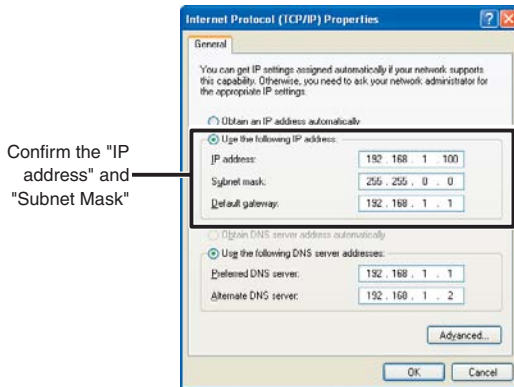 Internet Protocol (TCP/IP) Properties
General
You can get IP settings assigned automatically if your network supports
this capability. Otherwise, you need to ask your network administrator for
the appropriate IP settings.
Obtain an IP address automatically
Use the following IP address:
IP address: 192 . 168 . 1 . 100
Subnet mask: 255 . 255 . 0 . 0
Default gateway: 192 . 168 . 1 . 1
Obtain DNS server address automatically
Use the following DNS server addresses:
Preferred DNS server: 192 . 168 . 1 . 1
Alternate DNS server: 192 . 168 . 1 . 2
Advanced...
OK Cancel
Confirm the "IP
address" and
"Subnet Mask"